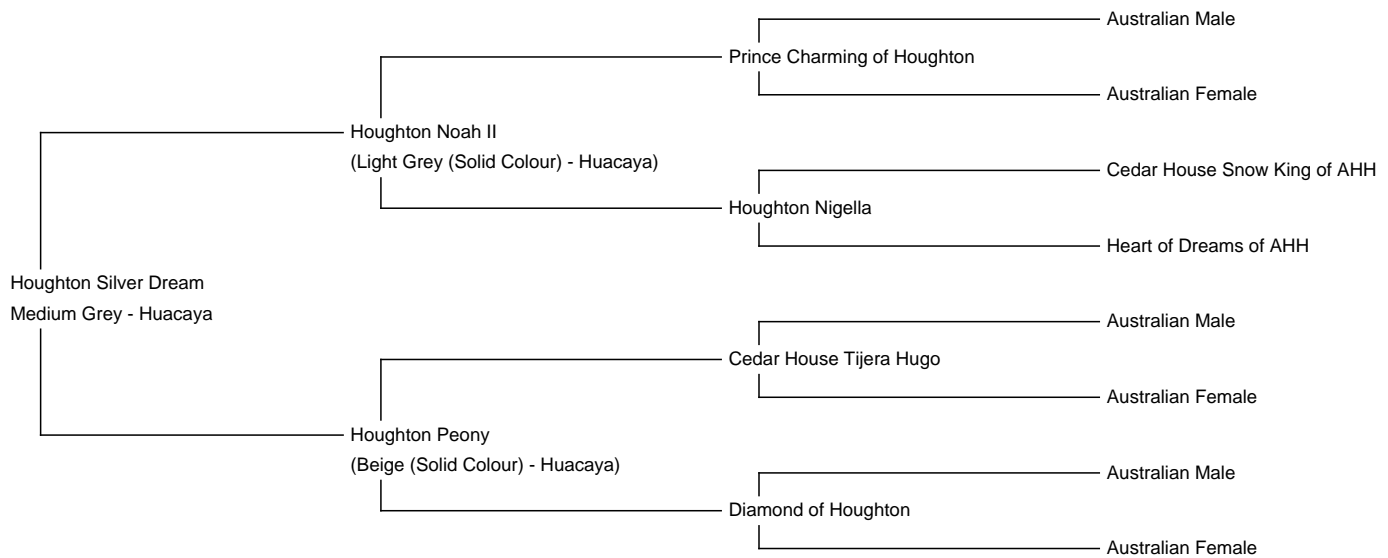 Australian Male
Prince Charming of Houghton
Australian Female
Houghton Noah II
(Light Grey (Solid Colour) - Huacaya)
Cedar House Snow King of AHH
Houghton Nigella
Heart of Dreams of AHH
Houghton Silver Dream
Medium Grey - Huacaya
Australian Male
Cedar House Tijera Hugo
Australian Female
Houghton Peony
(Beige (Solid Colour) - Huacaya)
Australian Male
Diamond of Houghton
Australian Female